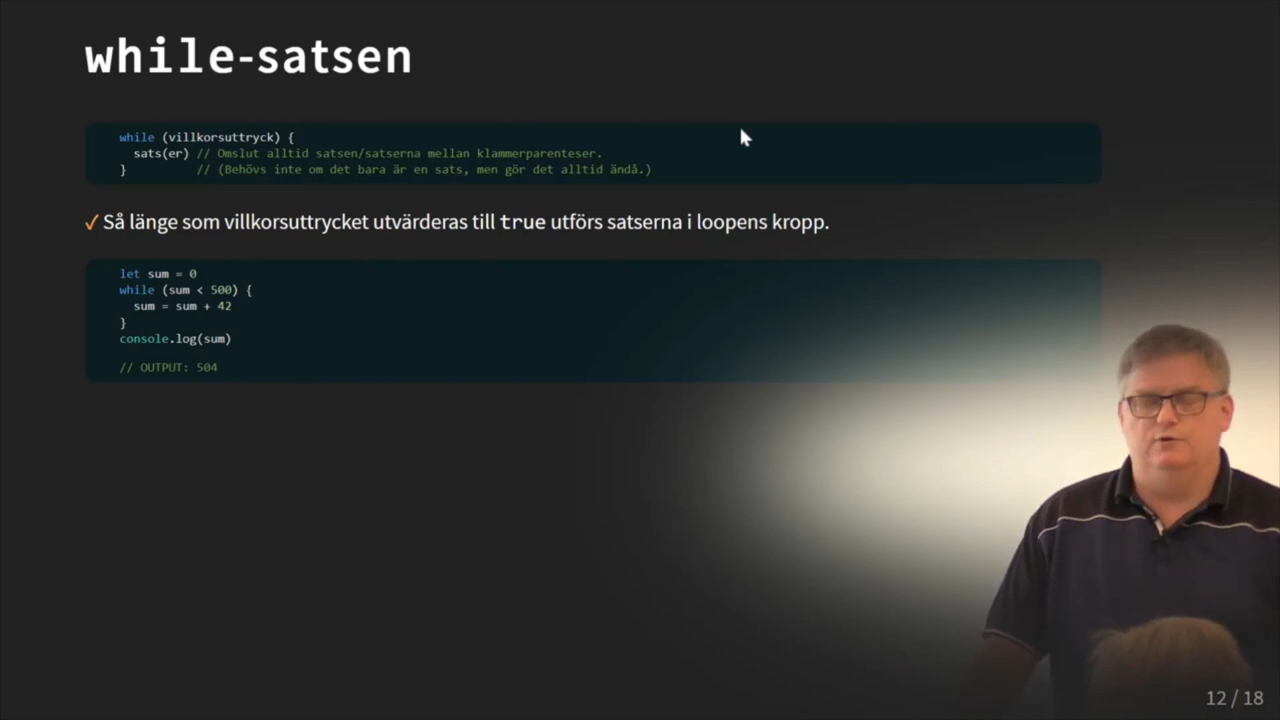 while-satsen
while (villkorsuttryck) {
  sats(er) // Omslut alltid satsen/satserna mellan klammerparenteser.
}          // (Behövs inte om det bara är en sats, men gör det alltid ändå.)
✓ Så länge som villkorsuttrycket utvärderas till true utförs satserna i loopens kropp.
let sum = 0
while (sum < 500) {
  sum = sum + 42
}
console.log(sum)
// OUTPUT: 504
12 / 18